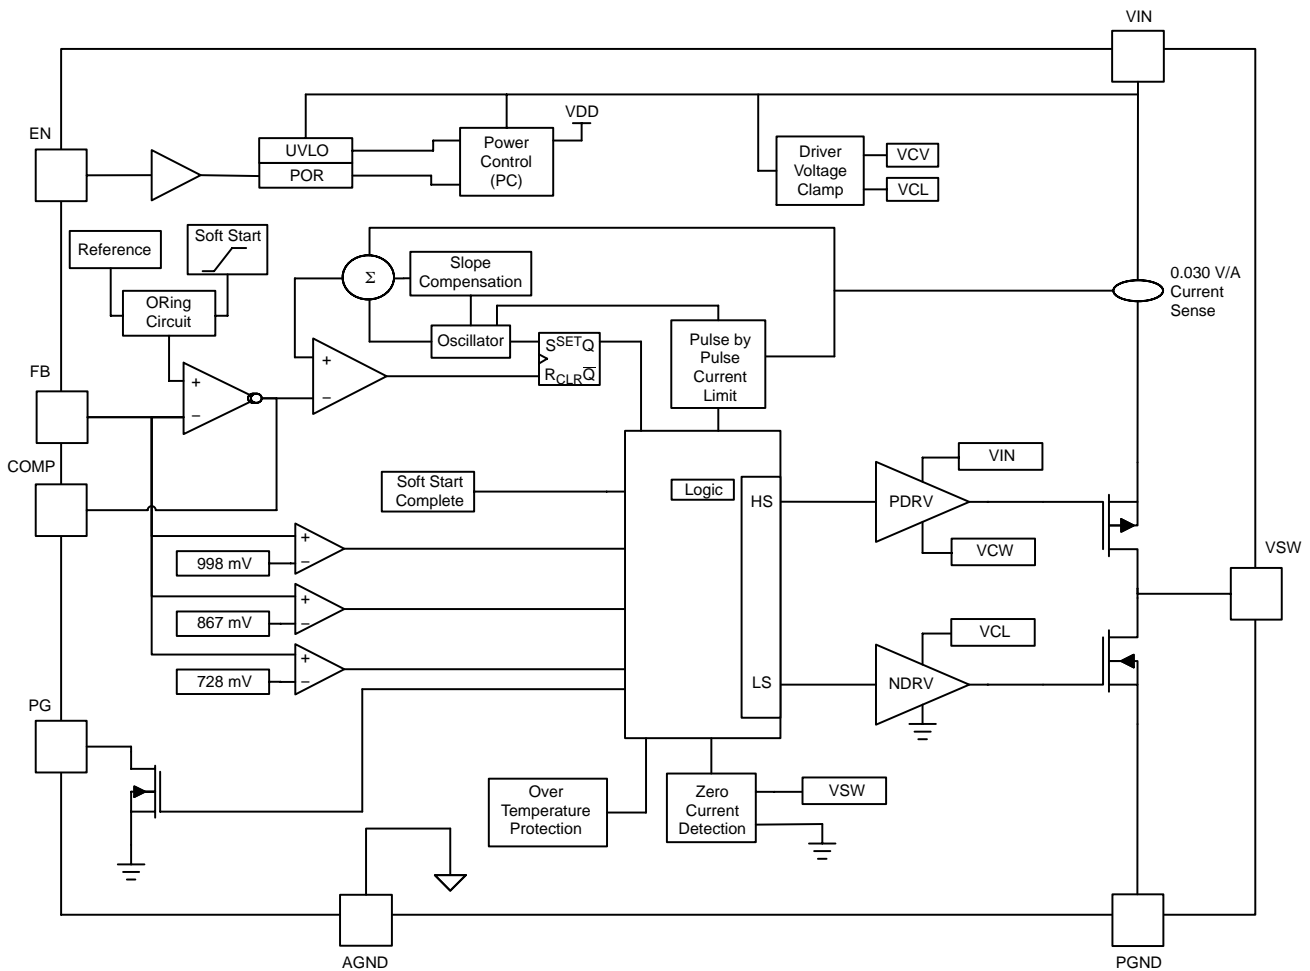 VIN
EN
UVLO
POR
Power
Control
(PC)
VDD
Driver
Voltage
Clamp
VCV
VCL
Reference
Soft Start
ORing
Circuit
Σ
Slope
Compensation
Oscillator
S SET Q
R CLR Q̅
Pulse by
Pulse
Current
Limit
0.030 V/A
Current
Sense
FB
+
−
+
−
COMP
Soft Start
Complete
Logic
HS
LS
PDRV
VIN
VCW
VSW
998 mV
+
−
867 mV
+
−
728 mV
+
−
NDRV
VCL
PG
Over
Temperature
Protection
Zero
Current
Detection
VSW
AGND
PGND